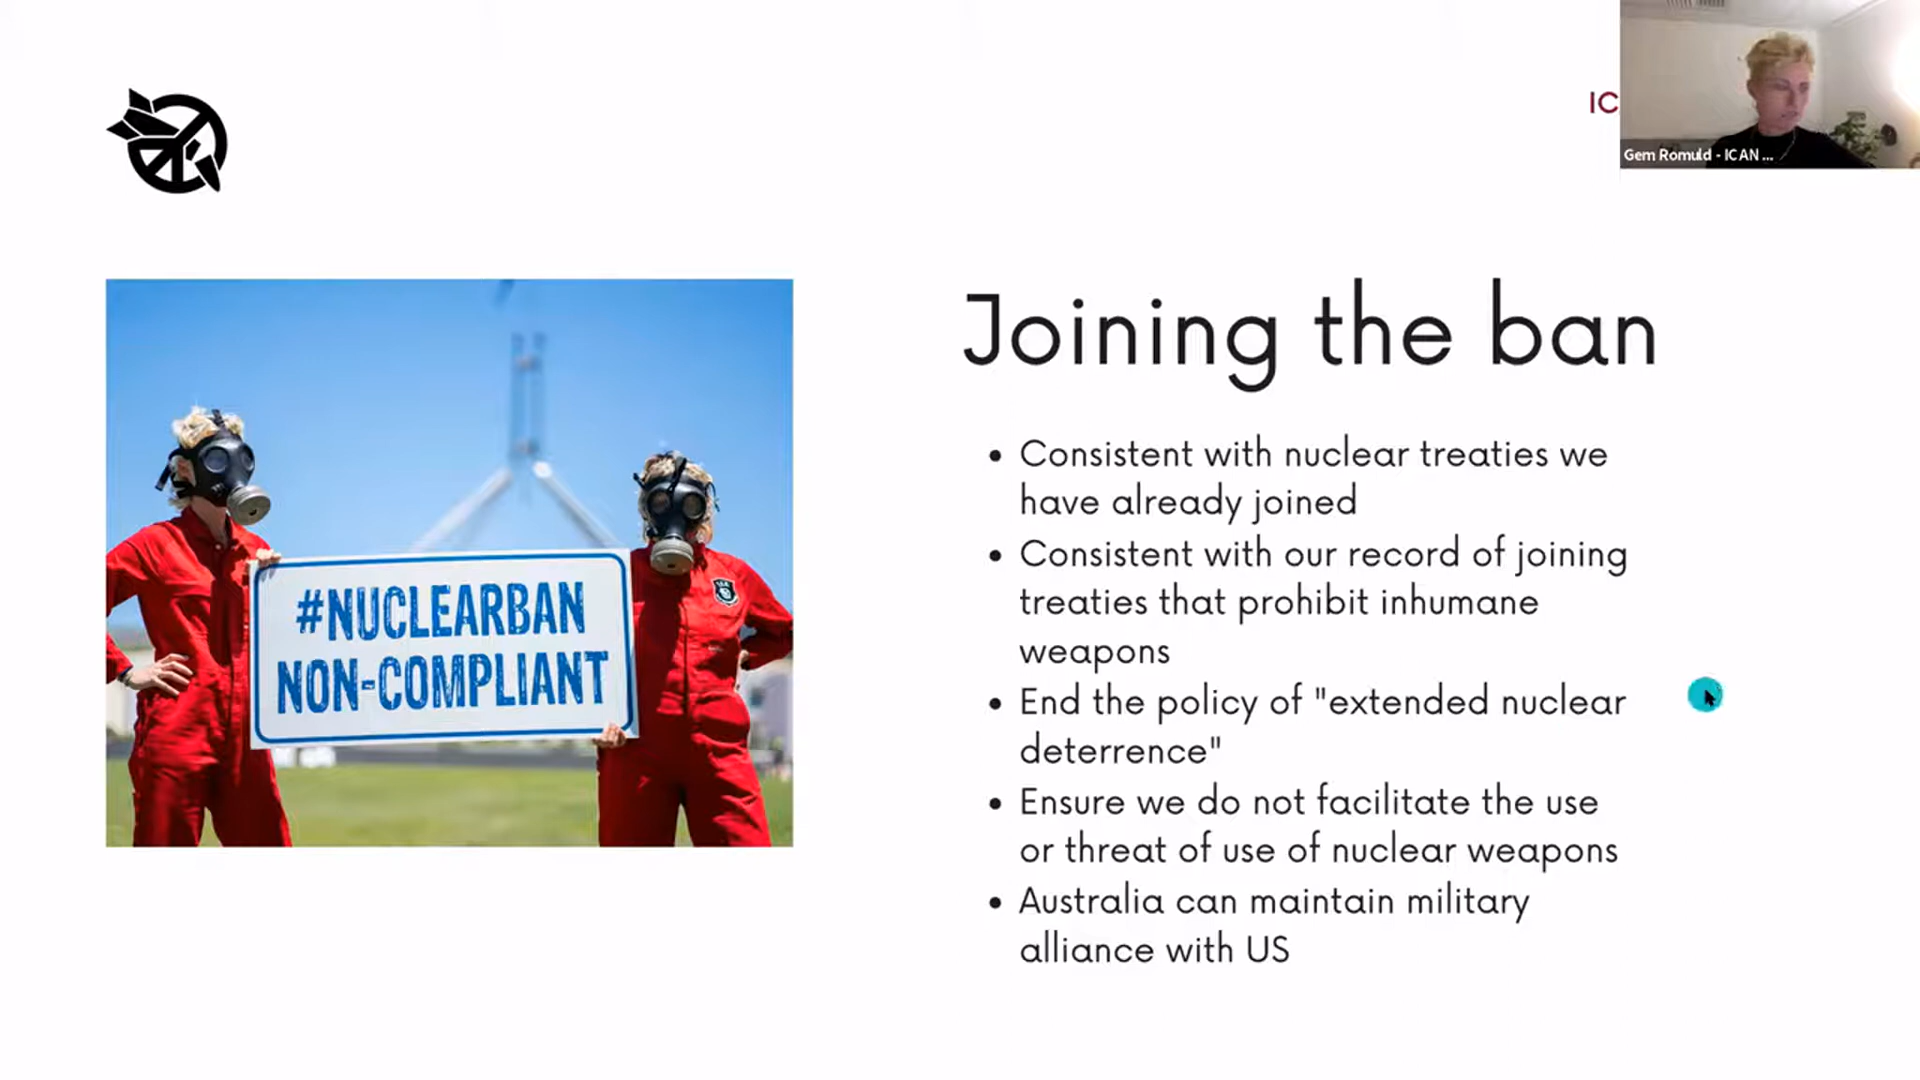 IC
Gem Romuld - ICAN ...
#NUCLEARBAN
NON-COMPLIANT
Joining the ban
• Consistent with nuclear treaties we
have already joined
• Consistent with our record of joining
treaties that prohibit inhumane
weapons
• End the policy of "extended nuclear
deterrence"
• Ensure we do not facilitate the use
or threat of use of nuclear weapons
• Australia can maintain military
alliance with US